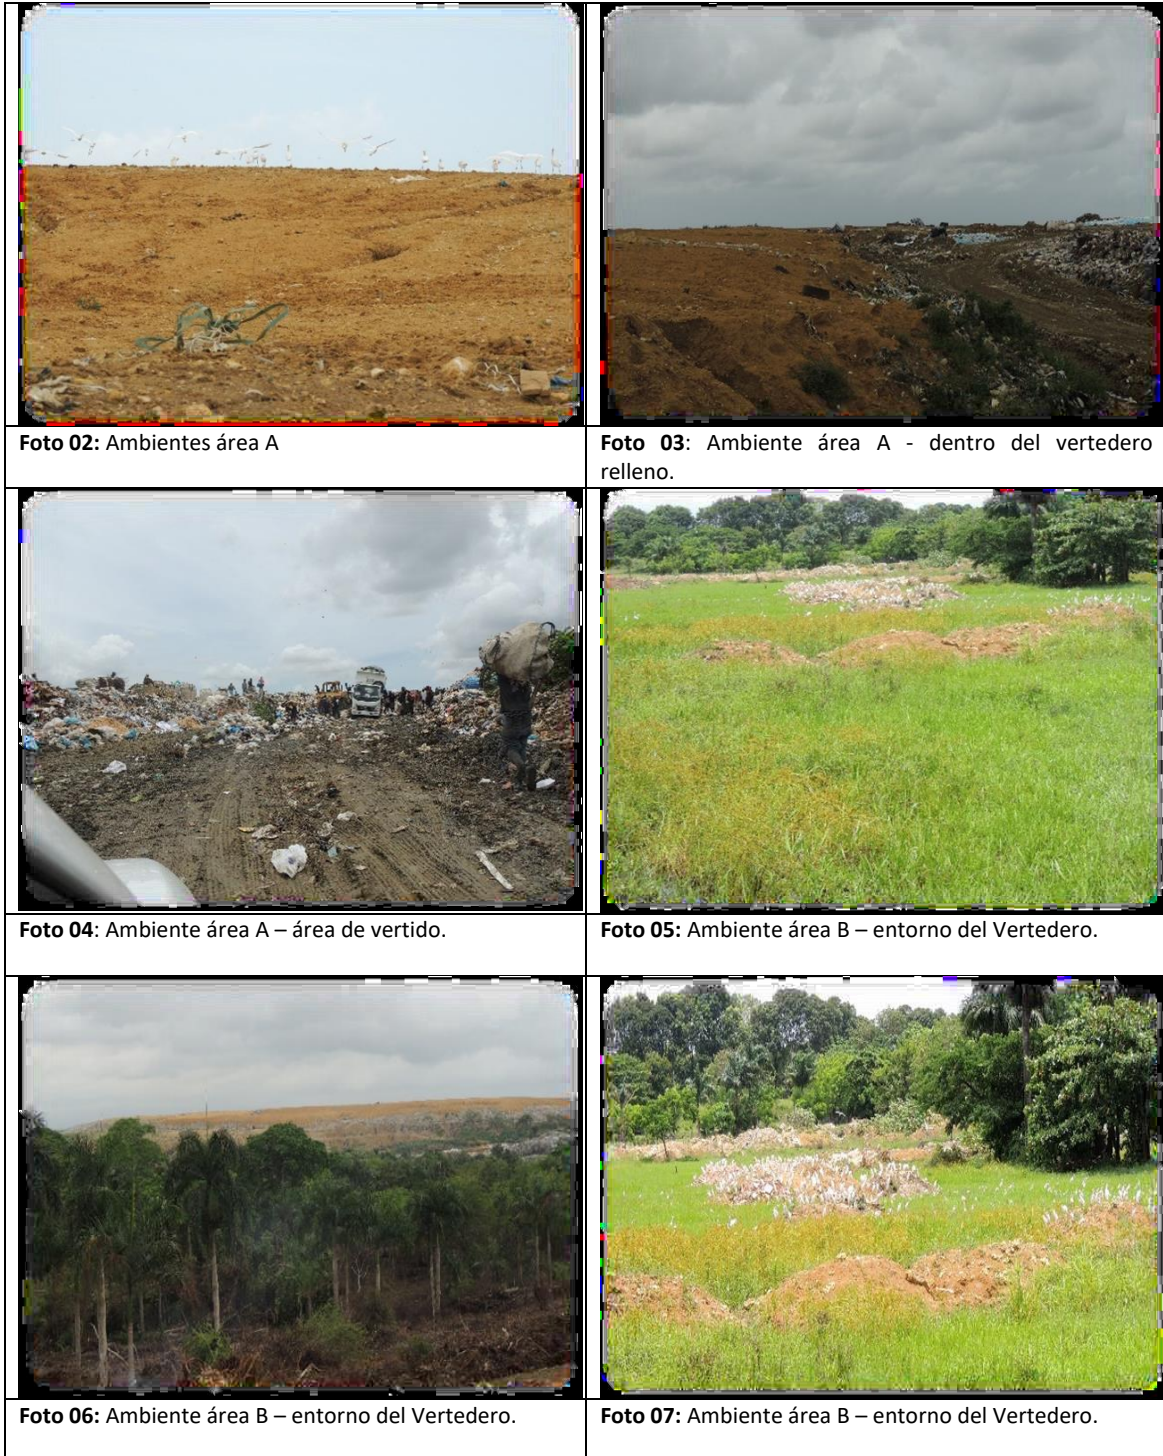 Foto 02: Ambientes área A
Foto 03: Ambiente área A - dentro del vertedero
relleno.
Foto 04: Ambiente área A – área de vertido.
Foto 05: Ambiente área B – entorno del Vertedero.
Foto 06: Ambiente área B – entorno del Vertedero.
Foto 07: Ambiente área B – entorno del Vertedero.